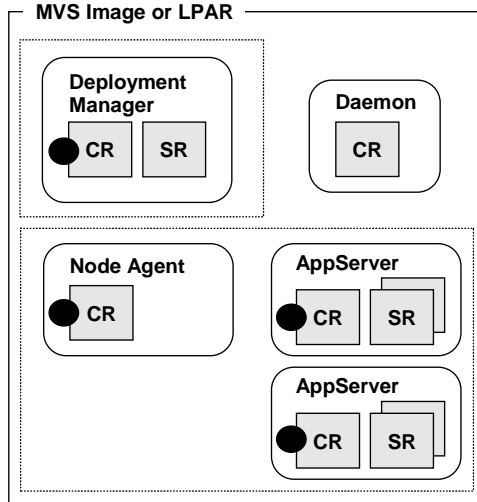 MVS Image or LPAR
Deployment
Manager
CR
SR
Daemon
CR
Node Agent
CR
AppServer
CR
SR
AppServer
CR
SR